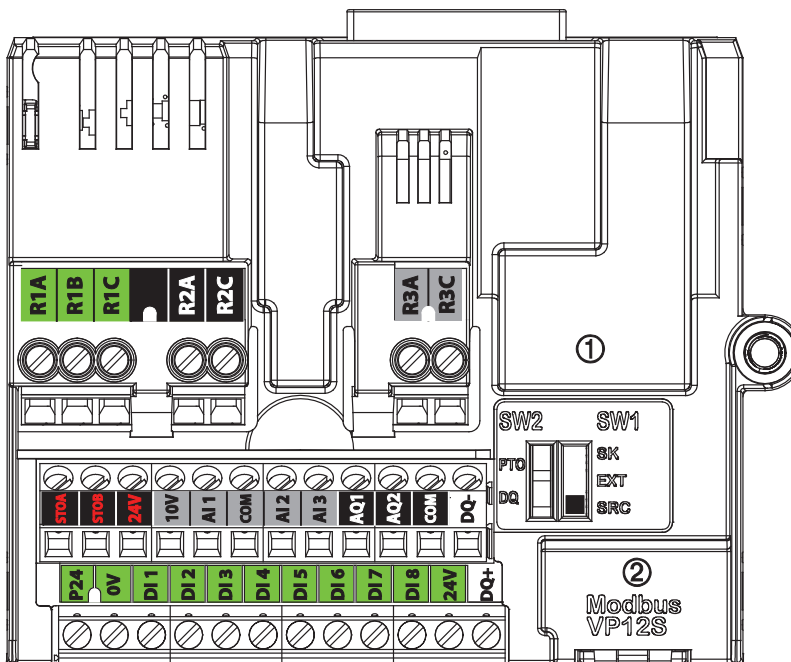 R1A R1B R1C R2A R2C R3A R3C
①
SW2 SW1
PTO SK
EXT
DQ SRC
STOA STOB 24V 10V AI 1 COM AI 2 AI 3 AQ1 AQ2 COM DQ-
P24 0V DI 1 DI 2 DI 3 DI 4 DI 5 DI 6 DI 7 DI 8 24V DQ+
②
Modbus
VP12S